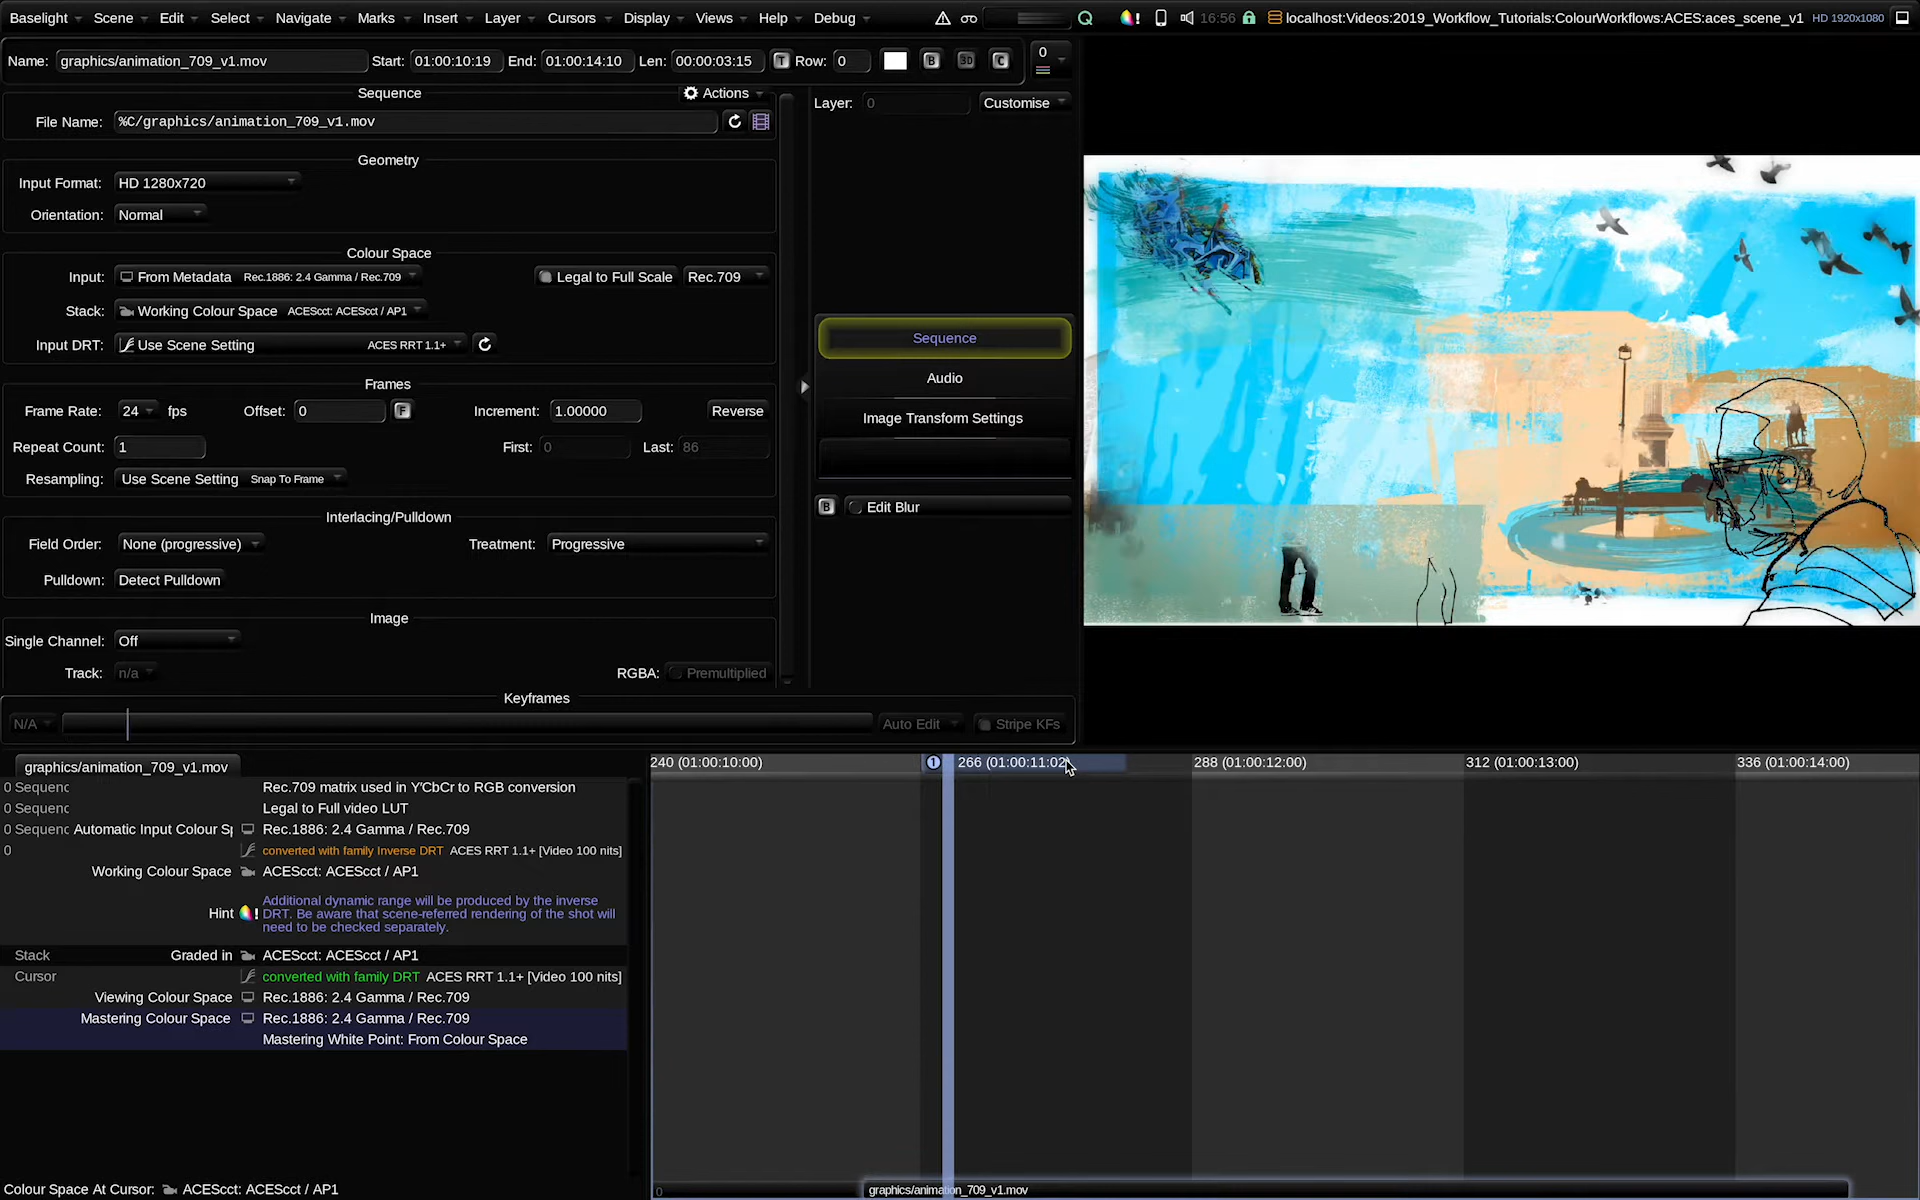 Baselight Scene Edit Select Navigate Marks Insert Layer Cursors Display Views Help Debug 16:56 localhost:Videos:2019_Workflow_Tutorials:ColourWorkflows:ACES:aces_scene_v1 HD 1920x1080
Name: graphics/animation_709_v1.mov Start: 01:00:10:19 End: 01:00:14:10 Len: 00:00:03:15 T Row: 0 B 3D C 0
Sequence Actions
Layer: 0 Customise
File Name: %C/graphics/animation_709_v1.mov
Geometry
Input Format: HD 1280x720
Orientation: Normal
Colour Space
Input: From Metadata Rec.1886: 2.4 Gamma / Rec.709 Legal to Full Scale Rec.709
Stack: Working Colour Space ACEScct: ACEScct / AP1
Sequence
Input DRT: Use Scene Setting ACES RRT 1.1+
Audio
Frames
Frame Rate: 24 fps Offset: 0 F Increment: 1.00000 Reverse
Image Transform Settings
Repeat Count: 1 First: 0 Last: 86
Resampling: Use Scene Setting Snap To Frame
B Edit Blur
Interlacing/Pulldown
Field Order: None (progressive) Treatment: Progressive
Pulldown: Detect Pulldown
Image
Single Channel: Off
Track: n/a RGBA: Premultiplied
Keyframes
N/A Auto Edit Stripe KFs
graphics/animation_709_v1.mov
240 (01:00:10:00) 1 266 (01:00:11:02) 288 (01:00:12:00) 312 (01:00:13:00) 336 (01:00:14:00)
0 Sequenc Rec.709 matrix used in Y'CbCr to RGB conversion
0 Sequenc Legal to Full video LUT
0 Sequenc Automatic Input Colour Sp Rec.1886: 2.4 Gamma / Rec.709
0 converted with family Inverse DRT ACES RRT 1.1+ [Video 100 nits]
Working Colour Space ACEScct: ACEScct / AP1
Hint ! Additional dynamic range will be produced by the inverse
DRT. Be aware that scene-referred rendering of the shot will
need to be checked separately.
Stack Graded in ACEScct: ACEScct / AP1
Cursor converted with family DRT ACES RRT 1.1+ [Video 100 nits]
Viewing Colour Space Rec.1886: 2.4 Gamma / Rec.709
Mastering Colour Space Rec.1886: 2.4 Gamma / Rec.709
Mastering White Point: From Colour Space
Colour Space At Cursor: ACEScct: ACEScct / AP1
0 graphics/animation_709_v1.mov